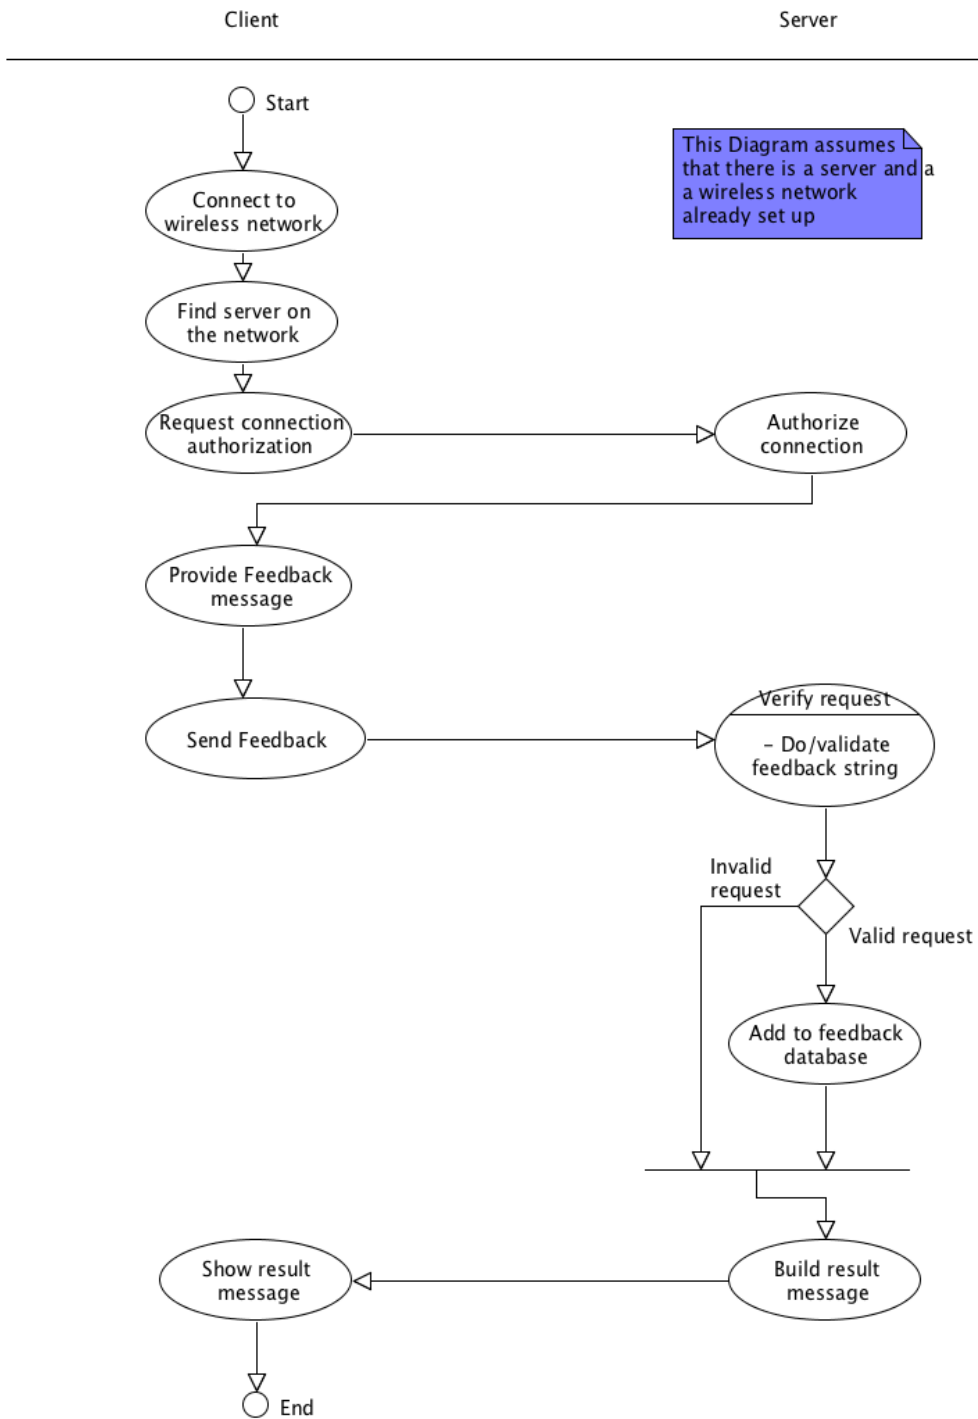 Client
Server
Start
This Diagram assumes
that there is a server and a
a wireless network
already set up
Connect to
wireless network
Find server on
the network
Request connection
authorization
Authorize
connection
Provide Feedback
message
Send Feedback
Verify request
- Do/validate
feedback string
Invalid
request
Valid request
Add to feedback
database
Show result
message
Build result
message
End